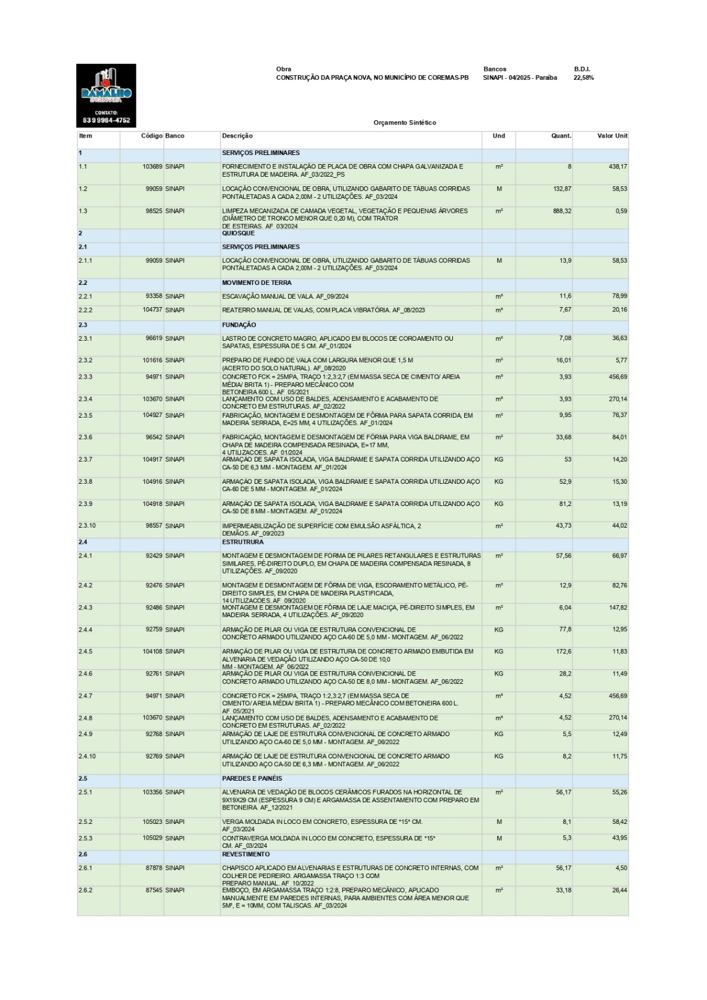 Obra Bancos B.D.I.
CONSTRUÇÃO DA PRAÇA NOVA, NO MUNICÍPIO DE COREMAS-PB SINAPI - 04/2025 - Paraíba 22,58%
RAMALHO
ENGENHARIA
CONTATO:
83 9 9984-4752
Orçamento Sintético
Item Código Banco Descrição Und Quant. Valor Unit
1 SERVIÇOS PRELIMINARES
1.1 103689 SINAPI FORNECIMENTO E INSTALAÇÃO DE PLACA DE OBRA COM CHAPA GALVANIZADA E m² 8 438,17
ESTRUTURA DE MADEIRA. AF_03/2022_PS
1.2 99059 SINAPI LOCAÇÃO CONVENCIONAL DE OBRA, UTILIZANDO GABARITO DE TÁBUAS CORRIDAS M 132,87 58,53
PONTALETADAS A CADA 2,00M - 2 UTILIZAÇÕES. AF_03/2024
1.3 98525 SINAPI LIMPEZA MECANIZADA DE CAMADA VEGETAL, VEGETAÇÃO E PEQUENAS ÁRVORES m² 888,32 0,59
(DIÂMETRO DE TRONCO MENOR QUE 0,20 M), COM TRATOR
DE ESTEIRAS. AF_03/2024
2 QUIOSQUE
2.1 SERVIÇOS PRELIMINARES
2.1.1 99059 SINAPI LOCAÇÃO CONVENCIONAL DE OBRA, UTILIZANDO GABARITO DE TÁBUAS CORRIDAS M 13,9 58,53
PONTALETADAS A CADA 2,00M - 2 UTILIZAÇÕES. AF_03/2024
2.2 MOVIMENTO DE TERRA
2.2.1 93358 SINAPI ESCAVAÇÃO MANUAL DE VALA. AF_09/2024 m³ 11,6 78,99
2.2.2 104737 SINAPI REATERRO MANUAL DE VALAS, COM PLACA VIBRATÓRIA. AF_08/2023 m³ 7,67 20,16
2.3 FUNDAÇÃO
2.3.1 96619 SINAPI LASTRO DE CONCRETO MAGRO, APLICADO EM BLOCOS DE COROAMENTO OU m² 7,08 36,63
SAPATAS, ESPESSURA DE 5 CM. AF_01/2024
2.3.2 101616 SINAPI PREPARO DE FUNDO DE VALA COM LARGURA MENOR QUE 1,5 M m² 16,01 5,77
(ACERTO DO SOLO NATURAL). AF_08/2020
2.3.3 94971 SINAPI CONCRETO FCK = 25MPA, TRAÇO 1:2,3:2,7 (EM MASSA SECA DE CIMENTO/ AREIA m³ 3,93 456,69
MÉDIA/ BRITA 1) - PREPARO MECÂNICO COM
BETONEIRA 600 L. AF_05/2021
2.3.4 103670 SINAPI LANÇAMENTO COM USO DE BALDES, ADENSAMENTO E ACABAMENTO DE m³ 3,93 270,14
CONCRETO EM ESTRUTURAS. AF_02/2022
2.3.5 104927 SINAPI FABRICAÇÃO, MONTAGEM E DESMONTAGEM DE FÔRMA PARA SAPATA CORRIDA, EM m² 9,95 76,37
MADEIRA SERRADA, E=25 MM, 4 UTILIZAÇÕES. AF_01/2024
2.3.6 96542 SINAPI FABRICAÇÃO, MONTAGEM E DESMONTAGEM DE FÔRMA PARA VIGA BALDRAME, EM m² 33,68 84,01
CHAPA DE MADEIRA COMPENSADA RESINADA, E=17 MM,
4 UTILIZAÇÕES. AF_01/2024
2.3.7 104917 SINAPI ARMAÇÃO DE SAPATA ISOLADA, VIGA BALDRAME E SAPATA CORRIDA UTILIZANDO AÇO KG 53 14,20
CA-50 DE 6,3 MM - MONTAGEM. AF_01/2024
2.3.8 104916 SINAPI ARMAÇÃO DE SAPATA ISOLADA, VIGA BALDRAME E SAPATA CORRIDA UTILIZANDO AÇO KG 52,9 15,30
CA-60 DE 5 MM - MONTAGEM. AF_01/2024
2.3.9 104918 SINAPI ARMAÇÃO DE SAPATA ISOLADA, VIGA BALDRAME E SAPATA CORRIDA UTILIZANDO AÇO KG 81,2 13,19
CA-50 DE 8 MM - MONTAGEM. AF_01/2024
2.3.10 98557 SINAPI IMPERMEABILIZAÇÃO DE SUPERFÍCIE COM EMULSÃO ASFÁLTICA, 2 m² 43,73 44,02
DEMÃOS. AF_09/2023
2.4 ESTRUTRURA
2.4.1 92429 SINAPI MONTAGEM E DESMONTAGEM DE FÔRMA DE PILARES RETANGULARES E ESTRUTURAS m² 57,56 66,97
SIMILARES, PÉ-DIREITO DUPLO, EM CHAPA DE MADEIRA COMPENSADA RESINADA, 8
UTILIZAÇÕES. AF_09/2020
2.4.2 92476 SINAPI MONTAGEM E DESMONTAGEM DE FÔRMA DE VIGA, ESCORAMENTO METÁLICO, PÉ- m² 12,9 82,76
DIREITO SIMPLES, EM CHAPA DE MADEIRA PLASTIFICADA,
14 UTILIZAÇÕES. AF_09/2020
2.4.3 92486 SINAPI MONTAGEM E DESMONTAGEM DE FÔRMA DE LAJE MACIÇA, PÉ-DIREITO SIMPLES, EM m² 6,04 147,82
MADEIRA SERRADA, 4 UTILIZAÇÕES. AF_09/2020
2.4.4 92759 SINAPI ARMAÇÃO DE PILAR OU VIGA DE ESTRUTURA CONVENCIONAL DE KG 77,8 12,95
CONCRETO ARMADO UTILIZANDO AÇO CA-60 DE 5,0 MM - MONTAGEM. AF_06/2022
2.4.5 104108 SINAPI ARMAÇÃO DE PILAR OU VIGA DE ESTRUTURA DE CONCRETO ARMADO EMBUTIDA EM KG 172,6 11,83
ALVENARIA DE VEDAÇÃO UTILIZANDO AÇO CA-50 DE 10,0
MM - MONTAGEM. AF_06/2022
2.4.6 92761 SINAPI ARMAÇÃO DE PILAR OU VIGA DE ESTRUTURA CONVENCIONAL DE KG 28,2 11,49
CONCRETO ARMADO UTILIZANDO AÇO CA-50 DE 8,0 MM - MONTAGEM. AF_06/2022
2.4.7 94971 SINAPI CONCRETO FCK = 25MPA, TRAÇO 1:2,3:2,7 (EM MASSA SECA DE m³ 4,52 456,69
CIMENTO/ AREIA MÉDIA/ BRITA 1) - PREPARO MECÂNICO COM BETONEIRA 600 L.
AF_05/2021
2.4.8 103670 SINAPI LANÇAMENTO COM USO DE BALDES, ADENSAMENTO E ACABAMENTO DE m³ 4,52 270,14
CONCRETO EM ESTRUTURAS. AF_02/2022
2.4.9 92768 SINAPI ARMAÇÃO DE LAJE DE ESTRUTURA CONVENCIONAL DE CONCRETO ARMADO KG 5,5 12,49
UTILIZANDO AÇO CA-60 DE 5,0 MM - MONTAGEM. AF_06/2022
2.4.10 92769 SINAPI ARMAÇÃO DE LAJE DE ESTRUTURA CONVENCIONAL DE CONCRETO ARMADO KG 8,2 11,75
UTILIZANDO AÇO CA-50 DE 6,3 MM - MONTAGEM. AF_06/2022
2.5 PAREDES E PAINÉIS
2.5.1 103356 SINAPI ALVENARIA DE VEDAÇÃO DE BLOCOS CERÂMICOS FURADOS NA HORIZONTAL DE m² 56,17 55,26
9X19X29 CM (ESPESSURA 9 CM) E ARGAMASSA DE ASSENTAMENTO COM PREPARO EM
BETONEIRA. AF_12/2021
2.5.2 105023 SINAPI VERGA MOLDADA IN LOCO EM CONCRETO, ESPESSURA DE *15* CM. M 8,1 58,42
AF_03/2024
2.5.3 105029 SINAPI CONTRAVERGA MOLDADA IN LOCO EM CONCRETO, ESPESSURA DE *15* M 5,3 43,95
CM. AF_03/2024
2.6 REVESTIMENTO
2.6.1 87878 SINAPI CHAPISCO APLICADO EM ALVENARIAS E ESTRUTURAS DE CONCRETO INTERNAS, COM m² 56,17 4,50
COLHER DE PEDREIRO. ARGAMASSA TRAÇO 1:3 COM
PREPARO MANUAL. AF_10/2022
2.6.2 87545 SINAPI EMBOÇO, EM ARGAMASSA TRAÇO 1:2:8, PREPARO MECÂNICO, APLICADO m² 33,18 26,44
MANUALMENTE EM PAREDES INTERNAS, PARA AMBIENTES COM ÁREA MENOR QUE
5M², E = 10MM, COM TALISCAS. AF_03/2024